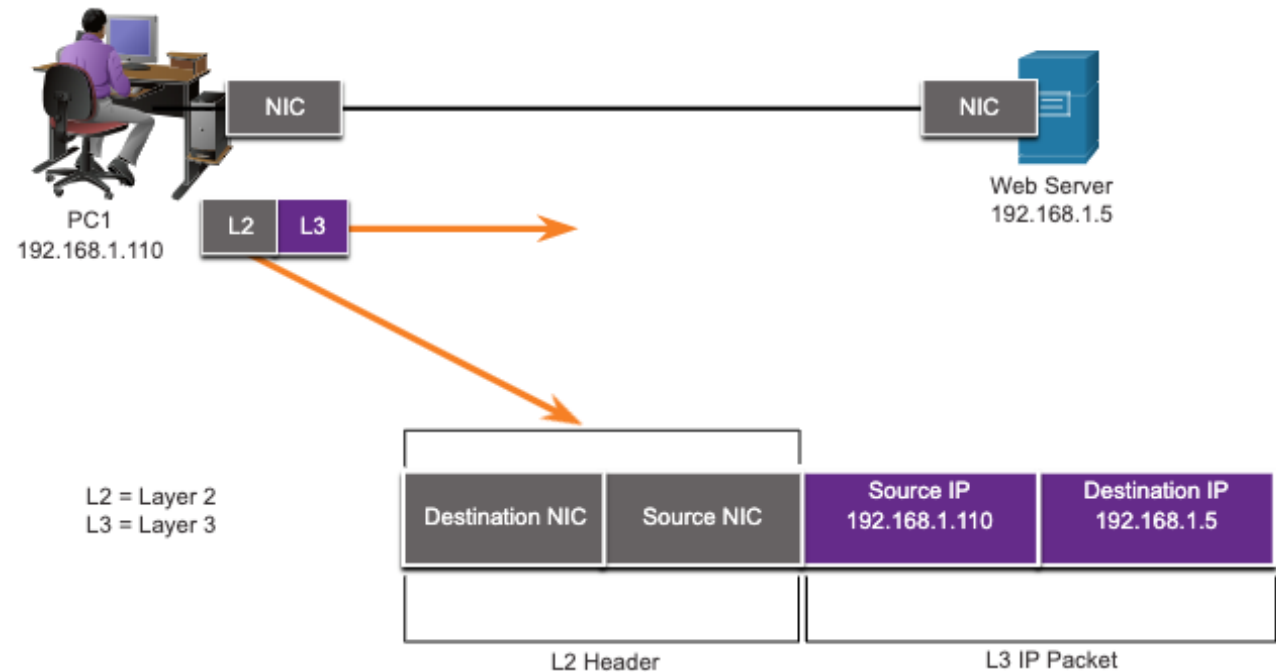 NIC
NIC
Web Server
192.168.1.5
PC1
192.168.1.110
L2 L3
L2 = Layer 2
L3 = Layer 3
Destination NIC
Source NIC
Source IP
192.168.1.110
Destination IP
192.168.1.5
L2 Header
L3 IP Packet